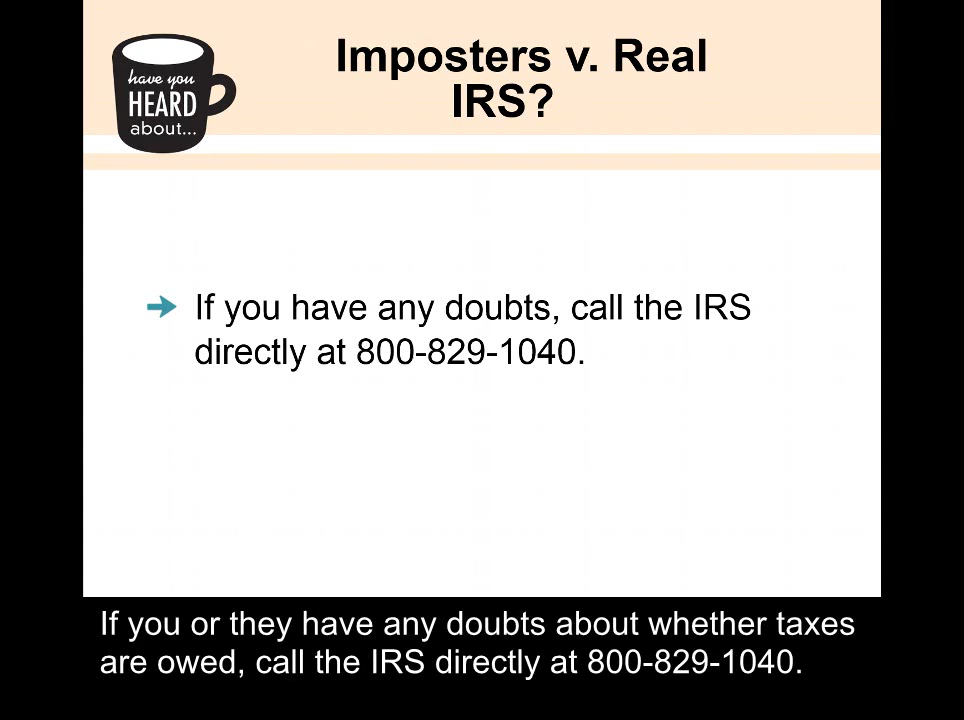 have you
HEARD
about...
Imposters v. Real
IRS?
If you have any doubts, call the IRS
directly at 800-829-1040.
If you or they have any doubts about whether taxes
are owed, call the IRS directly at 800-829-1040.